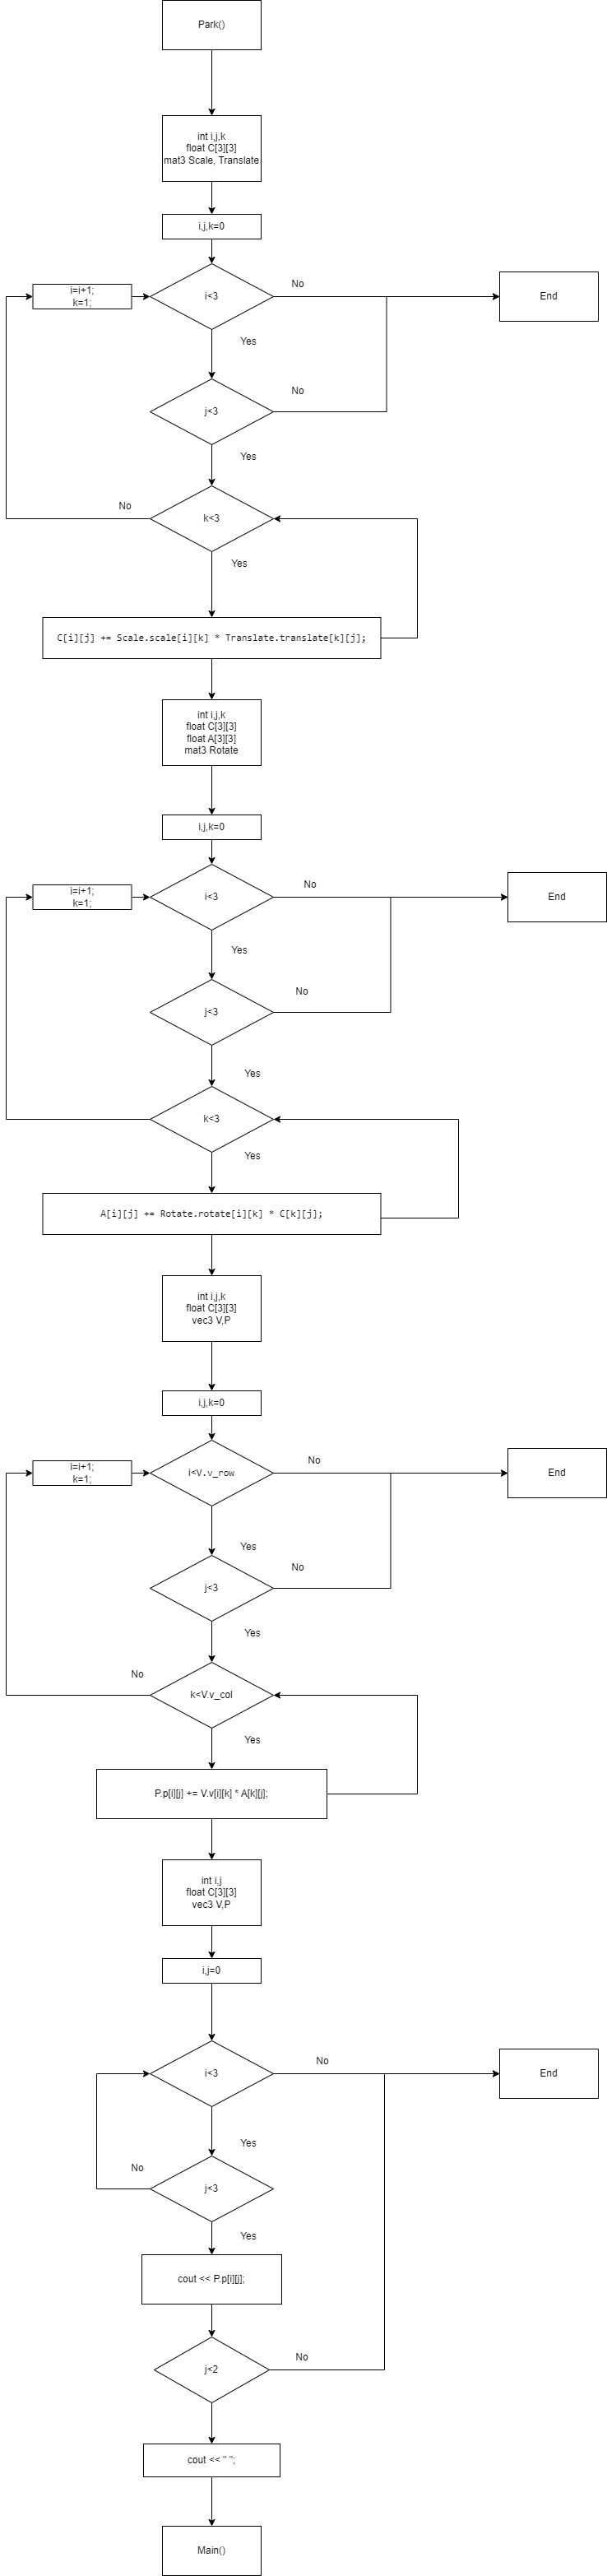 Park()
int i,j,k
float C[3][3]
mat3 Scale, Translate
i,j,k=0
i=i+1;
k=1;
i<3
No
End
Yes
j<3
No
Yes
k<3
No
Yes
C[i][j] += Scale.scale[i][k] * Translate.translate[k][j];
int i,j,k
float C[3][3]
float A[3][3]
mat3 Rotate
i,j,k=0
i=i+1;
k=1;
i<3
No
End
Yes
j<3
No
Yes
k<3
Yes
A[i][j] += Rotate.rotate[i][k] * C[k][j];
int i,j,k
float C[3][3]
vec3 V,P
i,j,k=0
i=i+1;
k=1;
i<V.v_row
No
End
Yes
j<3
No
Yes
k<V.v_col
No
Yes
P.p[i][j] += V.v[i][k] * A[k][j];
int i,j
float C[3][3]
vec3 V,P
i,j=0
i<3
No
End
Yes
j<3
No
Yes
cout << P.p[i][j];
j<2
No
cout << " ";
Main()